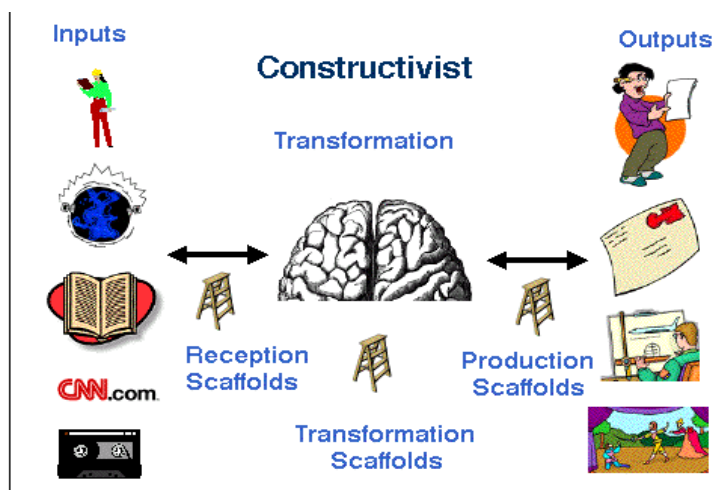 Inputs
Constructivist
Outputs
Transformation
Reception
Scaffolds
Production
Scaffolds
CNN.com
Transformation
Scaffolds